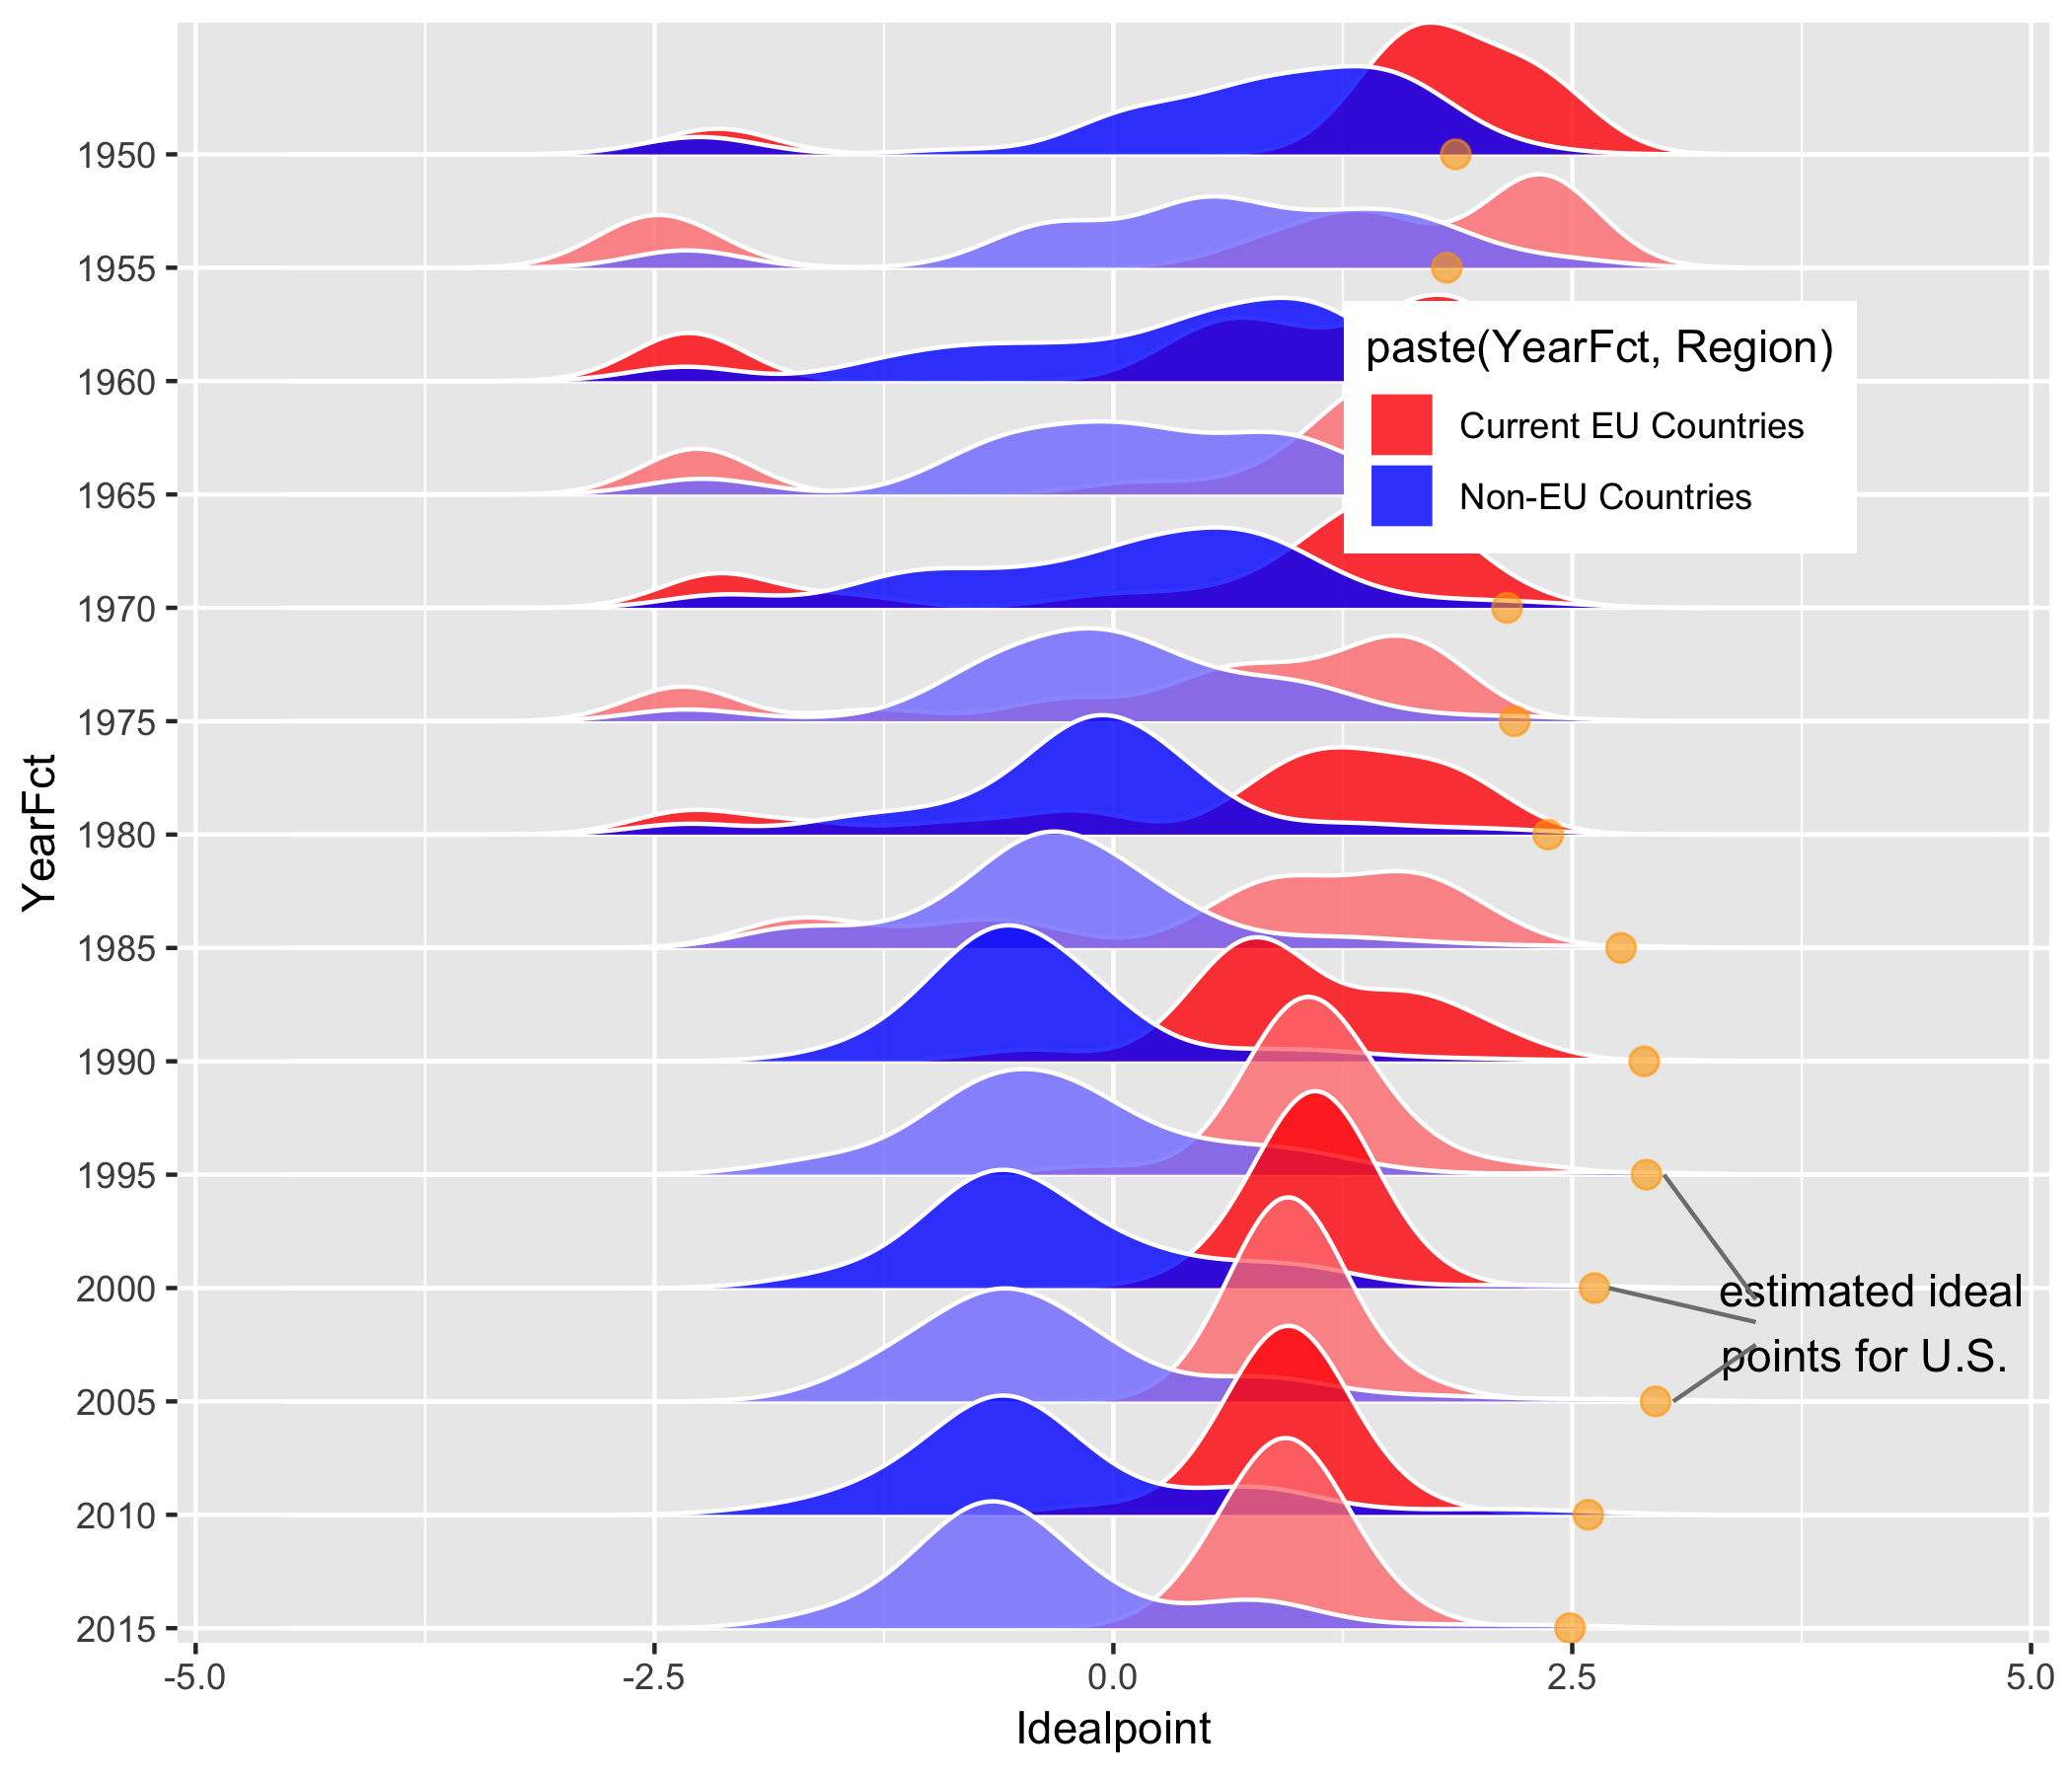 1950
1955
1960
1965
1970
1975
1980
1985
1990
1995
2000
2005
2010
2015
YearFct
paste(YearFct, Region)
Current EU Countries
Non-EU Countries
estimated ideal
points for U.S.
-5.0
-2.5
0.0
2.5
5.0
Idealpoint